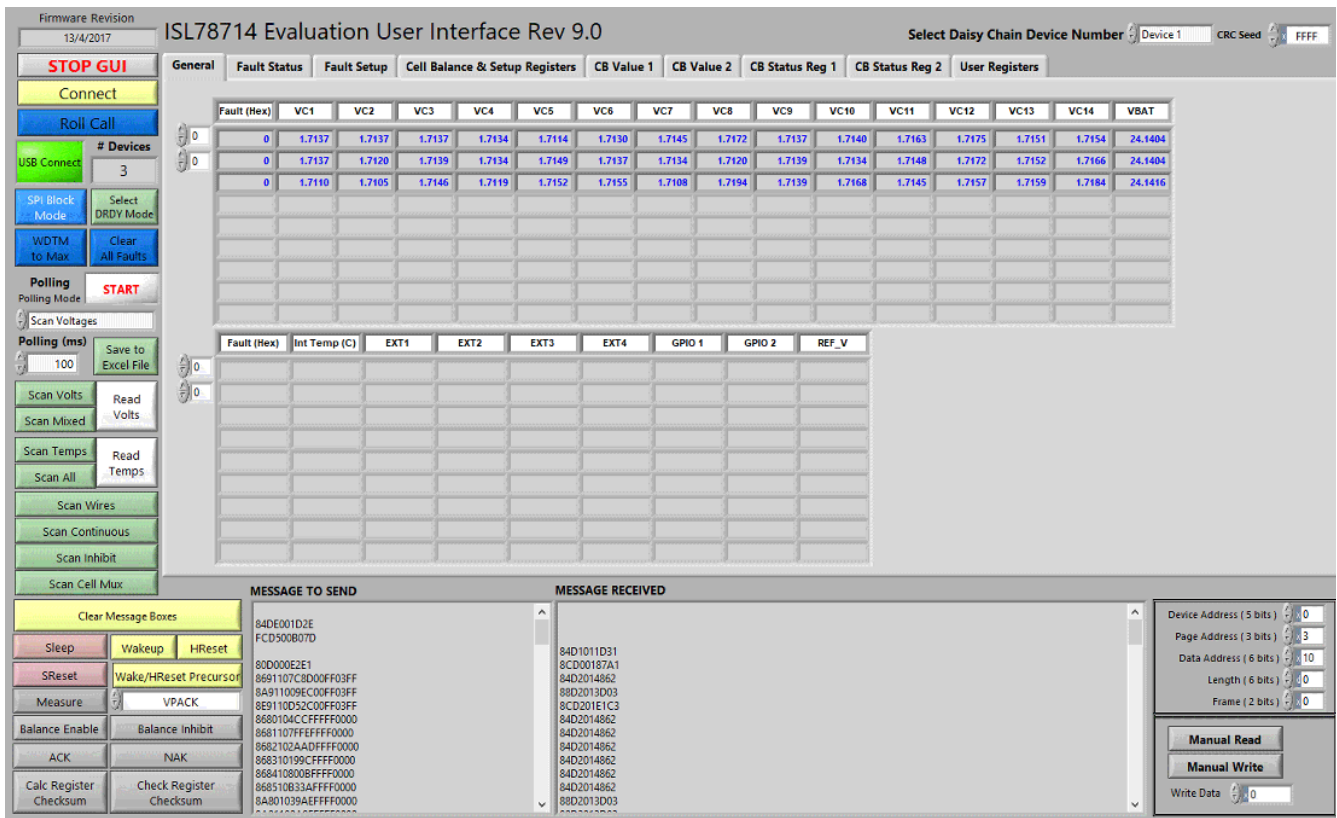 Firmware Revision
13/4/2017
ISL78714 Evaluation User Interface Rev 9.0
Select Daisy Chain Device Number Device 1 CRC Seed x FFFF
STOP GUI
Connect
Roll Call
USB Connect
# Devices
3
SPI Block Mode
Select DRDY Mode
WDTM to Max
Clear All Faults
Polling
Polling Mode
START
Scan Voltages
Polling (ms)
100
Save to Excel File
Scan Volts
Read Volts
Scan Mixed
Scan Temps
Read Temps
Scan All
Scan Wires
Scan Continuous
Scan Inhibit
Scan Cell Mux
General Fault Status Fault Setup Cell Balance & Setup Registers CB Value 1 CB Value 2 CB Status Reg 1 CB Status Reg 2 User Registers
Fault (Hex) VC1 VC2 VC3 VC4 VC5 VC6 VC7 VC8 VC9 VC10 VC11 VC12 VC13 VC14 VBAT
0 0 1.7137 1.7137 1.7137 1.7134 1.7114 1.7130 1.7145 1.7172 1.7137 1.7140 1.7163 1.7175 1.7151 1.7154 24.1404
0 0 1.7137 1.7120 1.7139 1.7134 1.7149 1.7137 1.7134 1.7120 1.7139 1.7134 1.7148 1.7172 1.7152 1.7166 24.1404
0 1.7110 1.7105 1.7146 1.7119 1.7152 1.7155 1.7108 1.7194 1.7139 1.7168 1.7145 1.7157 1.7159 1.7184 24.1416
Fault (Hex) Int Temp (C) EXT1 EXT2 EXT3 EXT4 GPIO 1 GPIO 2 REF_V
0
0
Clear Message Boxes
Sleep Wakeup HReset
SReset Wake/HReset Precursor
Measure VPACK
Balance Enable Balance Inhibit
ACK NAK
Calc Register Checksum
Check Register Checksum
MESSAGE TO SEND
84DE001D2E
FCD500B07D
80D000E2E1
8691107C8D00FF03FF
8A911009EC00FF03FF
8E9110D52C00FF03FF
8680104CCFFFFF0000
8681107FFEFFFF0000
8682102AADFFFF0000
868310199CFFFF0000
868410800BFFFF0000
868510B33AFFFF0000
8A801039AEFFFF0000
MESSAGE RECEIVED
84D1011D31
8CD00187A1
84D2014862
88D2013D03
8CD201E1C3
84D2014862
84D2014862
84D2014862
84D2014862
84D2014862
84D2014862
88D2013D03
Device Address ( 5 bits ) x 0
Page Address ( 3 bits ) x 3
Data Address ( 6 bits ) x 10
Length ( 6 bits ) d 0
Frame ( 2 bits ) x 0
Manual Read
Manual Write
Write Data x 0